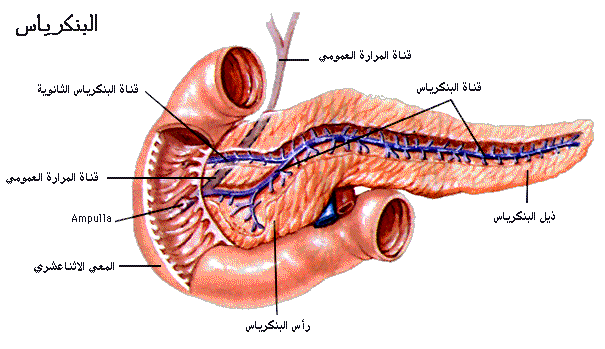 البنكرياس
قناة المرارة العمومي
قناة البنكرياس
قناة البنكرياس الثانوية
قناة المرارة العمومي
Ampulla
ذيل البنكرياس
المعي الاثناعشري
رأس البنكرياس